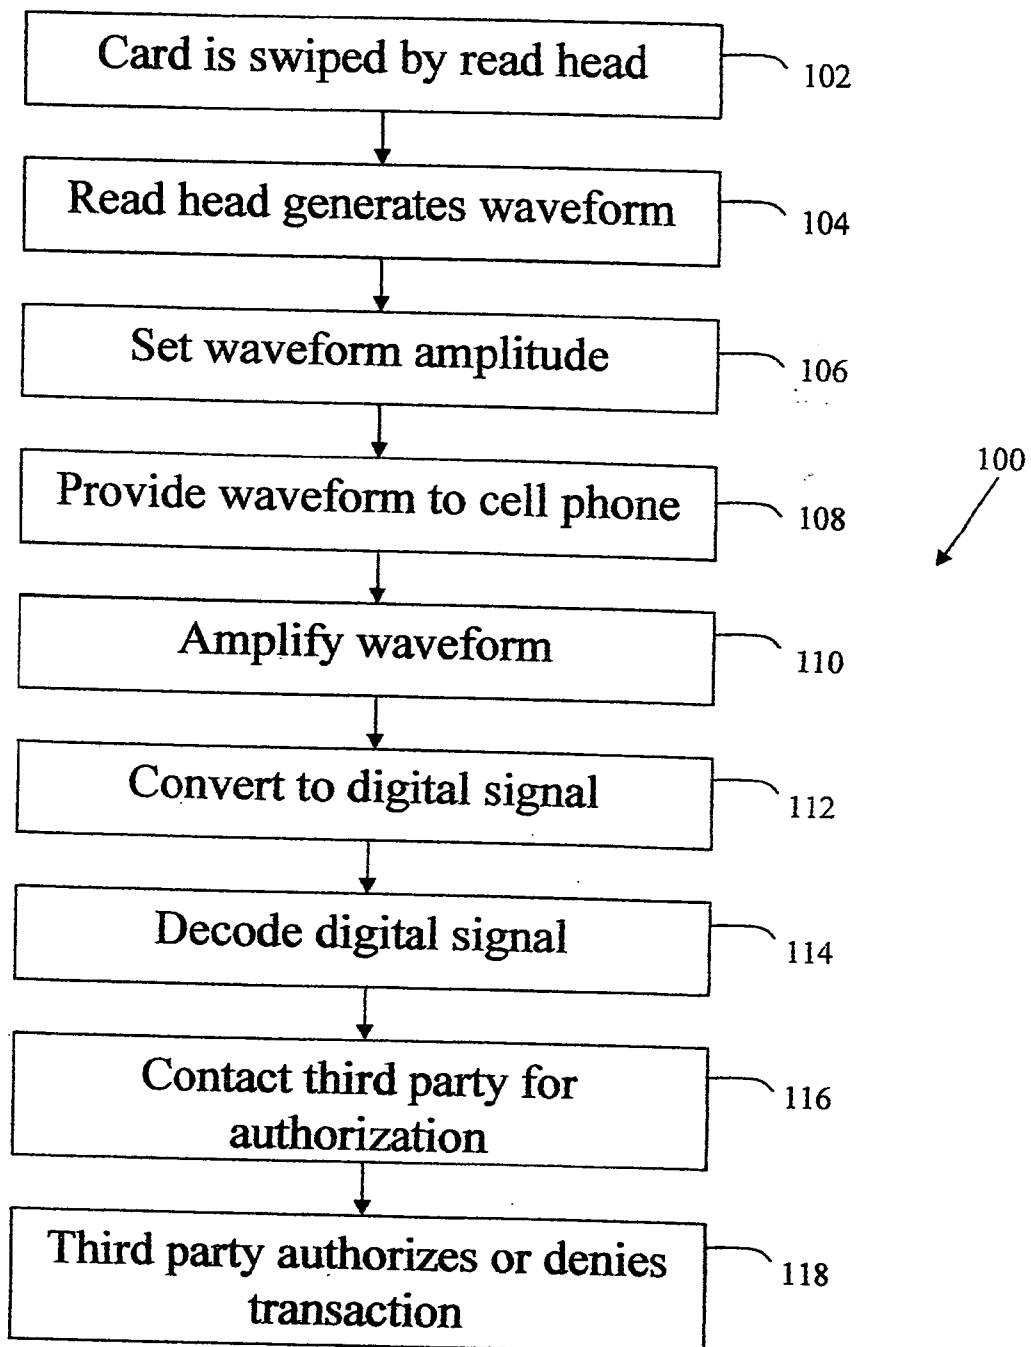 Card is swiped by read head
102
Read head generates waveform
104
Set waveform amplitude
106
Provide waveform to cell phone
108
100
Amplify waveform
110
Convert to digital signal
112
Decode digital signal
114
Contact third party for
authorization
116
Third party authorizes or denies
transaction
118